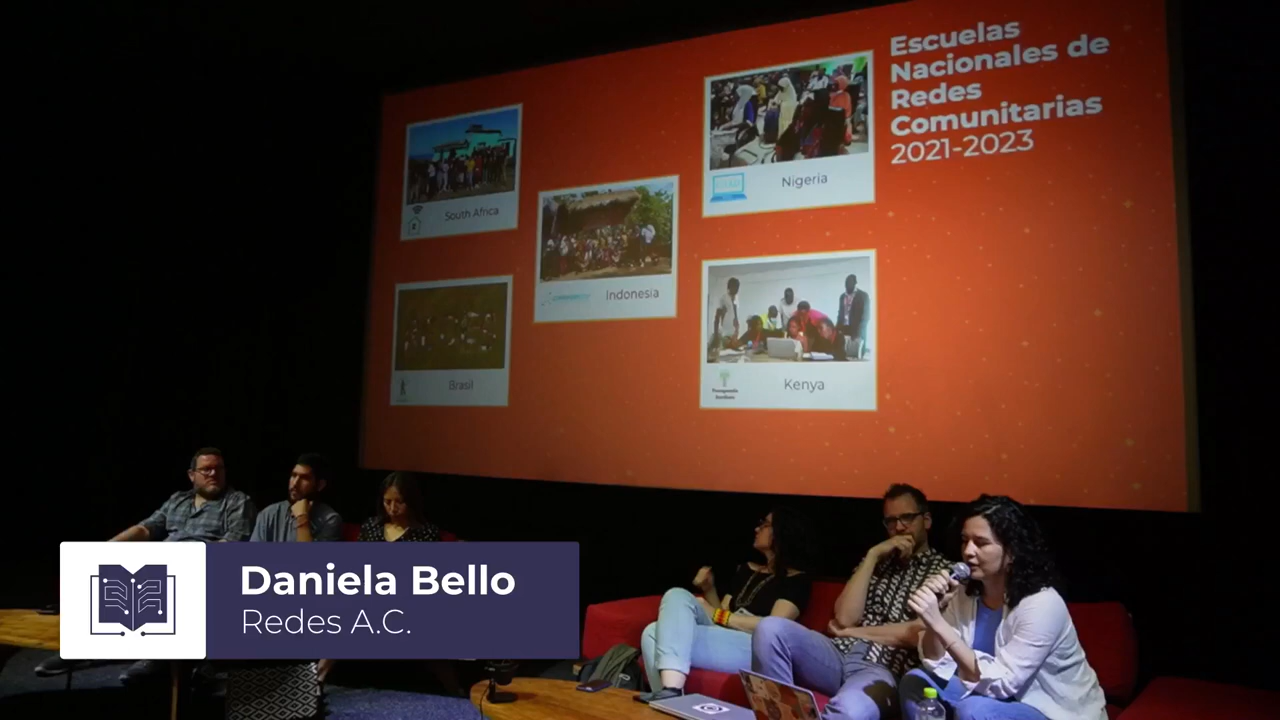 Escuelas
Nacionales de
Redes
Comunitarias
2021-2023
South Africa
Nigeria
Indonesia
Brasil
Kenya
Daniela Bello
Redes A.C.